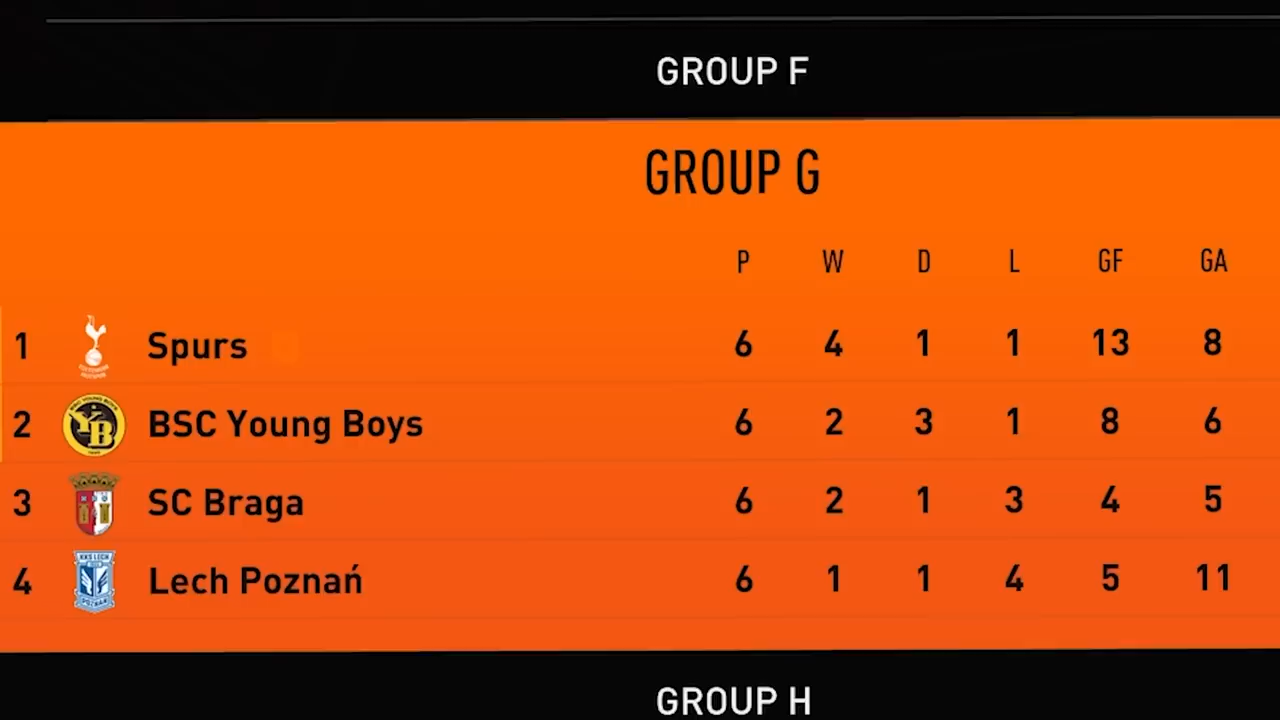 GROUP F
GROUP G
P W D L GF GA
1 Spurs 6 4 1 1 13 8
2 BSC Young Boys 6 2 3 1 8 6
3 SC Braga 6 2 1 3 4 5
4 Lech Poznań 6 1 1 4 5 11
GROUP H